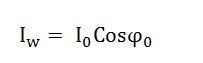 I_w = I_0 Cosφ_0